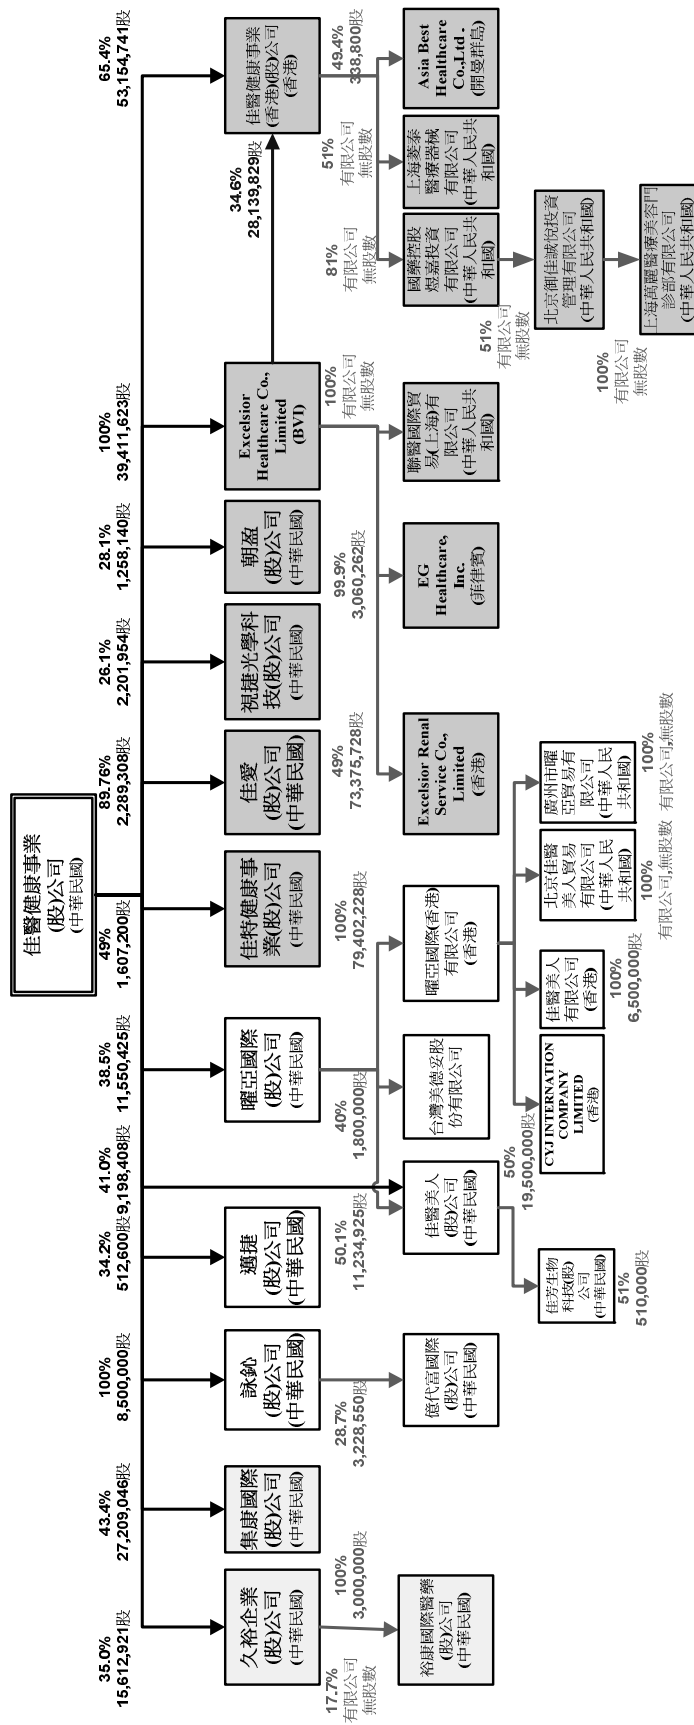 佳醫健康事業
(股)公司
(中華民國)
35.0%
15,612,921股
43.4%
27,209,046股
100%
8,500,000股
34.2%
512,600股
41.0%
9,198,408股
38.5%
11,550,425股
49%
1,607,200股
89.76%
2,289,308股
26.1%
2,201,954股
28.1%
1,258,140股
100%
39,411,623股
65.4%
53,154,741股
久裕企業
(股)公司
(中華民國)
集康國際
(股)公司
(中華民國)
詠鈊
(股)公司
(中華民國)
邁捷
(股)公司
(中華民國)
曜亞國際
(股)公司
(中華民國)
佳特健康事
業(股)公司
(中華民國)
佳愛
(股)公司
(中華民國)
視捷光學科
技(股)公司
(中華民國)
朝盈
(股)公司
(中華民國)
Excelsior
Healthcare Co.,
Limited
(BVI)
34.6%
28,139,829股
佳醫健康事業
(香港)(股)公司
(香港)
17.7%
有限公司
無股數
100%
3,000,000股
28.7%
3,228,550股
50.1%
11,234,925股
40%
1,800,000股
100%
79,402,228股
49%
73,375,728股
99.9%
3,060,262股
100%
有限公司
無股數
81%
有限公司
無股數
51%
有限公司
無股數
49.4%
338,800股
裕康國際醫藥
(股)公司
(中華民國)
億代富國際
(股)公司
(中華民國)
佳醫美人
(股)公司
(中華民國)
台灣美德妥股
份有限公司
曜亞國際(香港)
有限公司
(香港)
Excelsior Renal
Service Co.,
Limited
(香港)
EG
Healthcare,
Inc.
(菲律賓)
聯醫國際貿
易(上海)有
限公司
(中華人民共
和國)
國藥控股
煜嘉投資
有限公司
(中華人民共
和國)
上海菱泰
醫療器械
有限公司
(中華人民共
和國)
Asia Best
Healthcare
Co.,Ltd .
(開曼群島)
51%
有限公司
無股數
北京御佳誠悅投資
管理有限公司
(中華人民共和國)
100%
有限公司
無股數
上海萬麗醫療美容門
診部有限公司
(中華人民共和國)
佳芳生物
科技(股)
公司
(中華民國)
51%
510,000股
50%
19,500,000股
CYJ INTERNATION
COMPANY
LIMITED
(香港)
佳醫美人
有限公司
(香港)
100%
6,500,000股
北京佳醫
美人貿易
有限公司
(中華人民
共和國)
100%
有限公司,無股數
廣州市曜
亞貿易有
限公司
(中華人民
共和國)
100%
有限公司,無股數